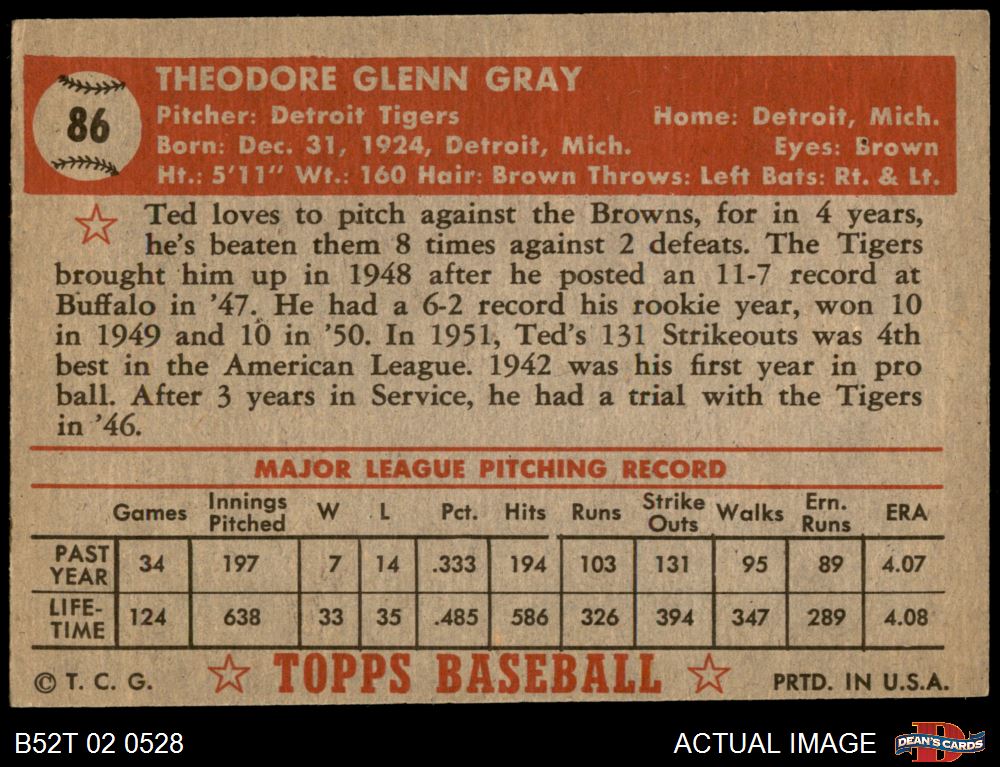 86
THEODORE GLENN GRAY
Pitcher: Detroit Tigers Home: Detroit, Mich.
Born: Dec. 31, 1924, Detroit, Mich. Eyes: Brown
Ht.: 5'11" Wt.: 160 Hair: Brown Throws: Left Bats: Rt. & Lt.
Ted loves to pitch against the Browns, for in 4 years,
he's beaten them 8 times against 2 defeats. The Tigers
brought him up in 1948 after he posted an 11-7 record at
Buffalo in '47. He had a 6-2 record his rookie year, won 10
in 1949 and 10 in '50. In 1951, Ted's 131 Strikeouts was 4th
best in the American League. 1942 was his first year in pro
ball. After 3 years in Service, he had a trial with the Tigers
in '46.
MAJOR LEAGUE PITCHING RECORD
Games Innings Pitched W L Pct. Hits Runs Strike Outs Walks Ern. Runs ERA
PAST YEAR 34 197 7 14 .333 194 103 131 95 89 4.07
LIFE-TIME 124 638 33 35 .485 586 326 394 347 289 4.08
© T. C. G. TOPPS BASEBALL PRTD. IN U.S.A.
B52T 02 0528 ACTUAL IMAGE D DEAN'S CARDS